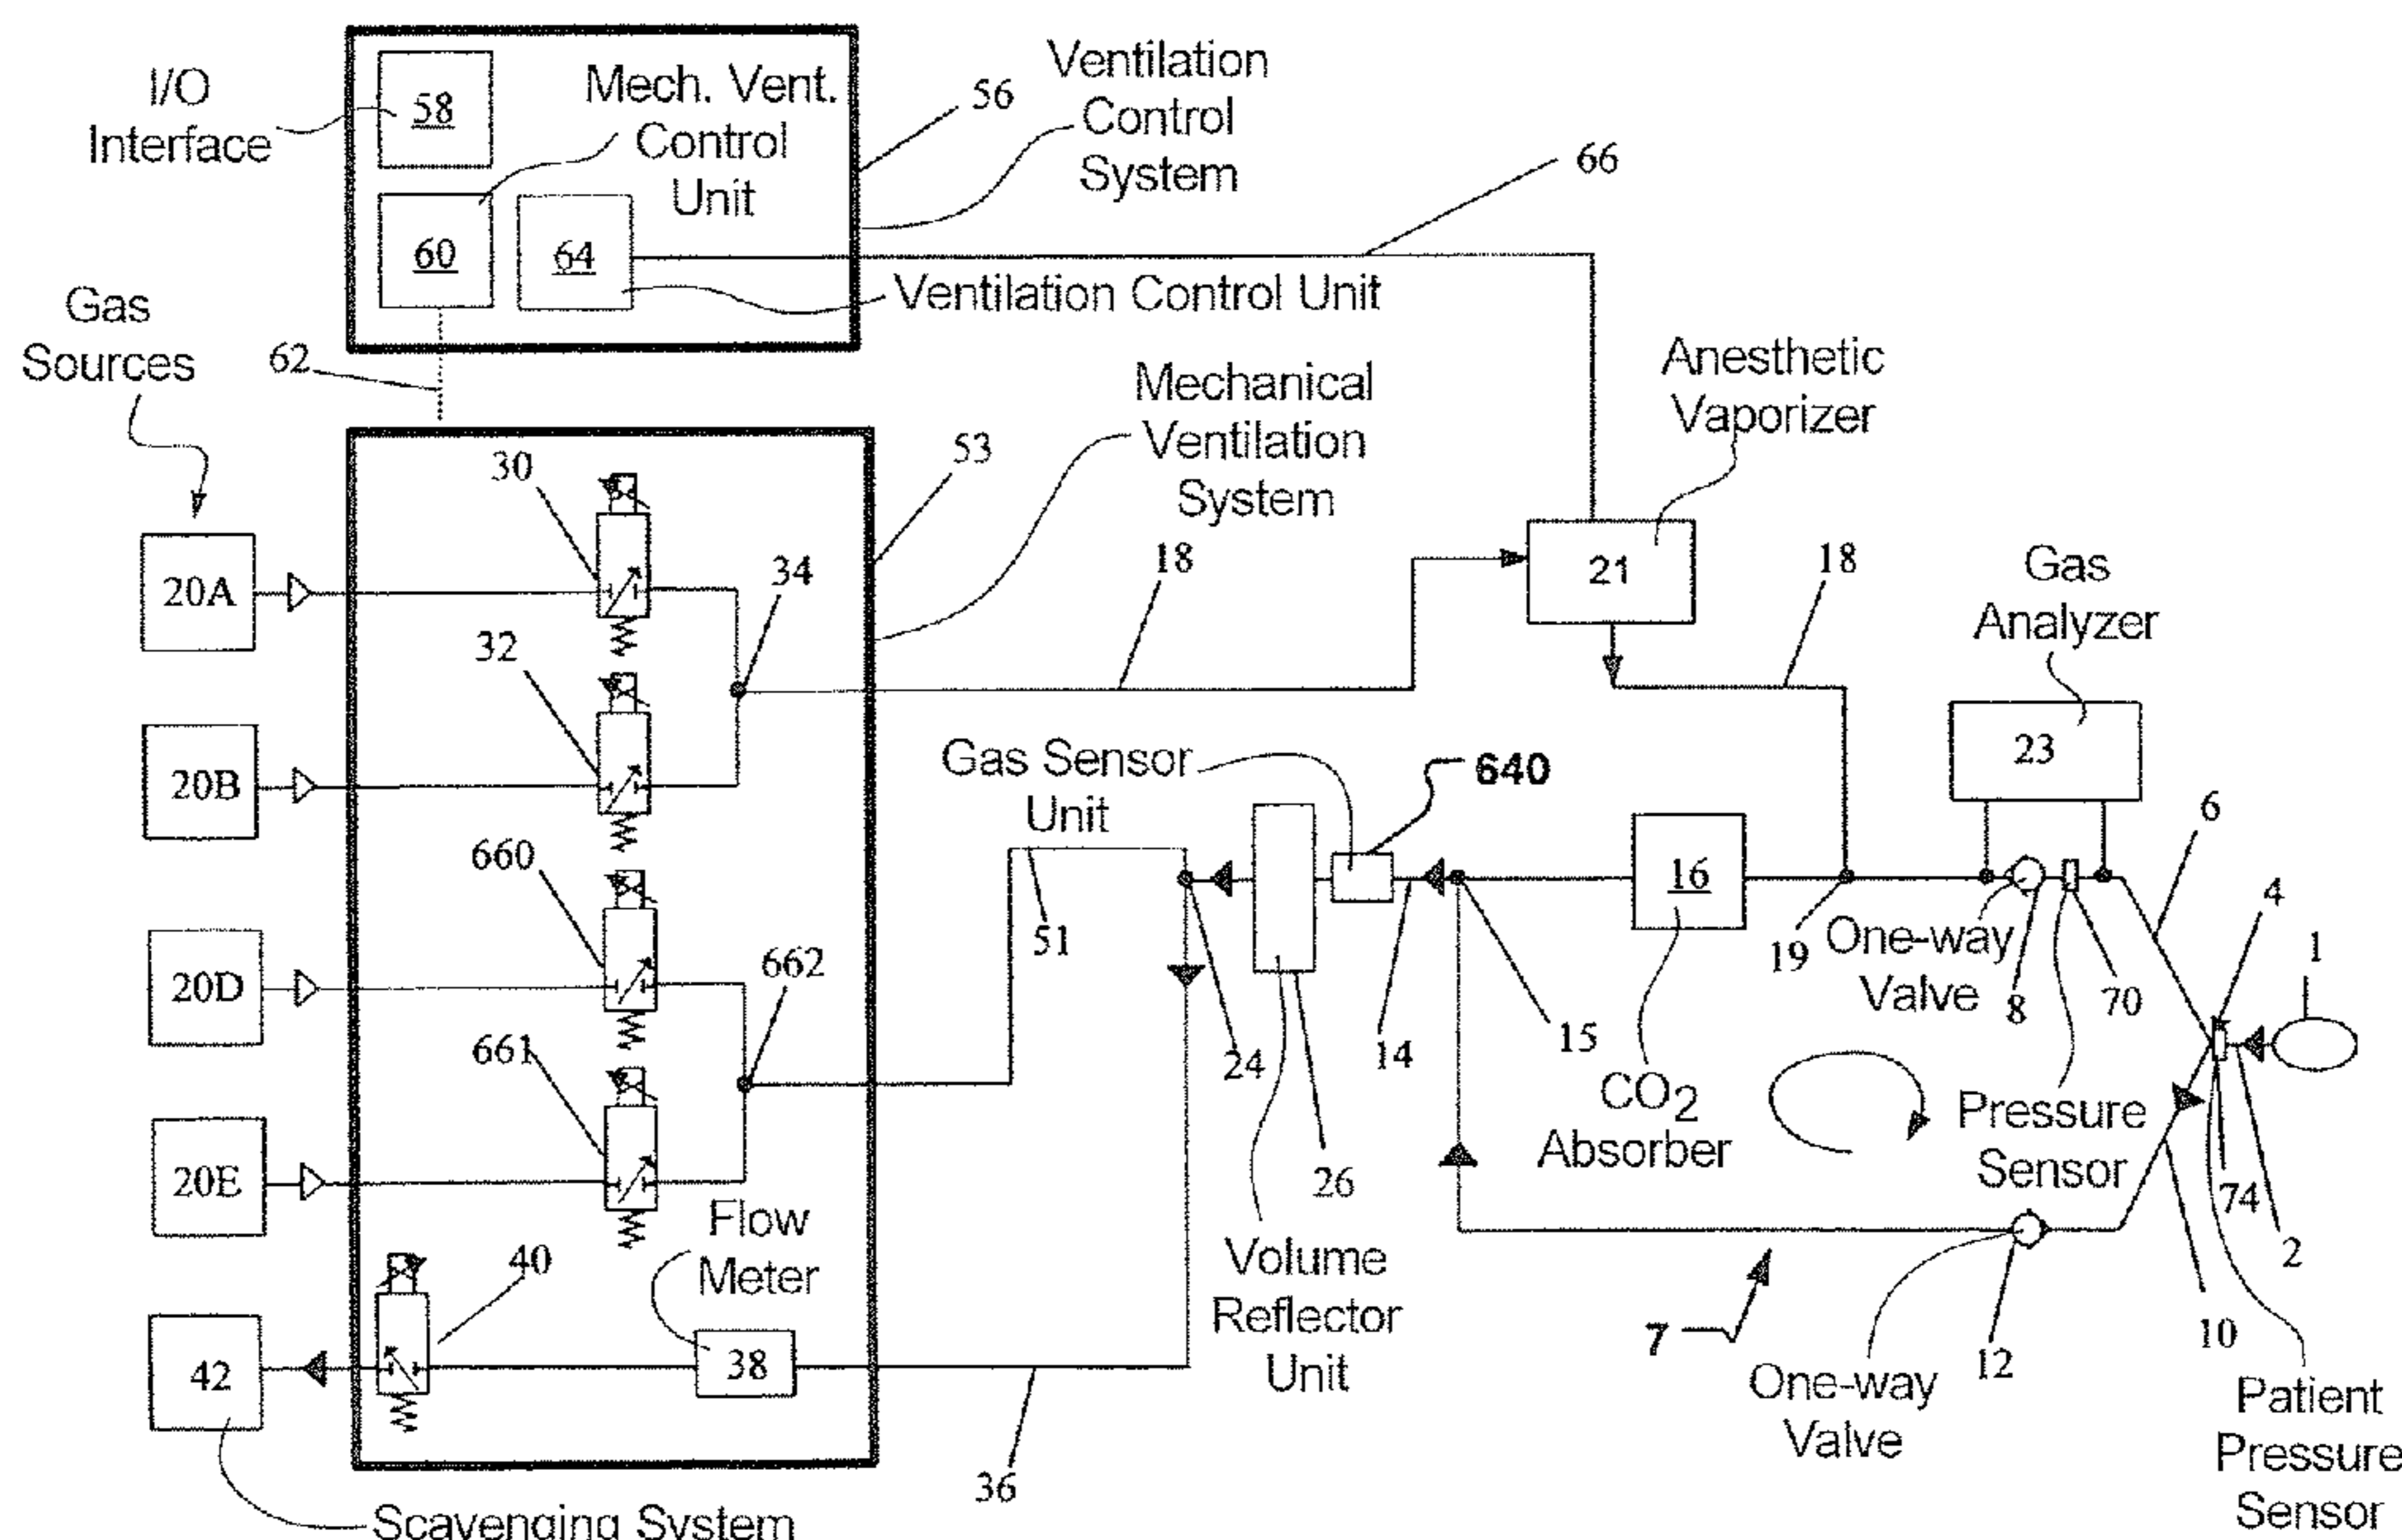 I/O
Interface
58
Mech. Vent.
Control
Unit
60
64
56
Ventilation
Control
System
66
Ventilation Control Unit
Gas
Sources
62
Mechanical
Ventilation
System
53
Anesthetic
Vaporizer
21
18
18
Gas
Analyzer
23
20A
30
34
32
20B
660
20D
662
661
20E
40
Flow
Meter
38
42
Scavenging System
36
51
24
Gas Sensor
Unit
640
26
Volume
Reflector
Unit
14
15
16
CO2
Absorber
19
One-way
Valve
8
70
Pressure
Sensor
6
4
1
74
2
10
12
7
One-way
Valve
Patient
Pressure
Sensor